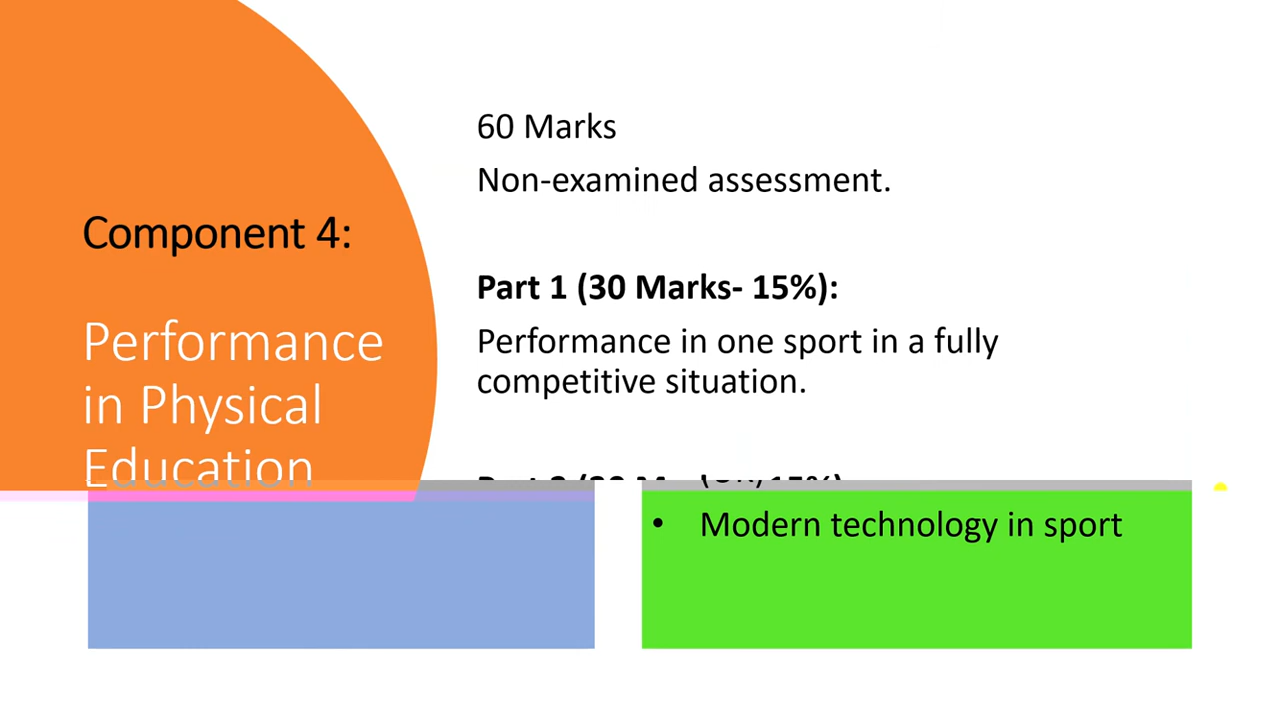 Component 4:
Performance
in Physical
Education
60 Marks
Non-examined assessment.
Part 1 (30 Marks- 15%):
Performance in one sport in a fully
competitive situation.
• Modern technology in sport